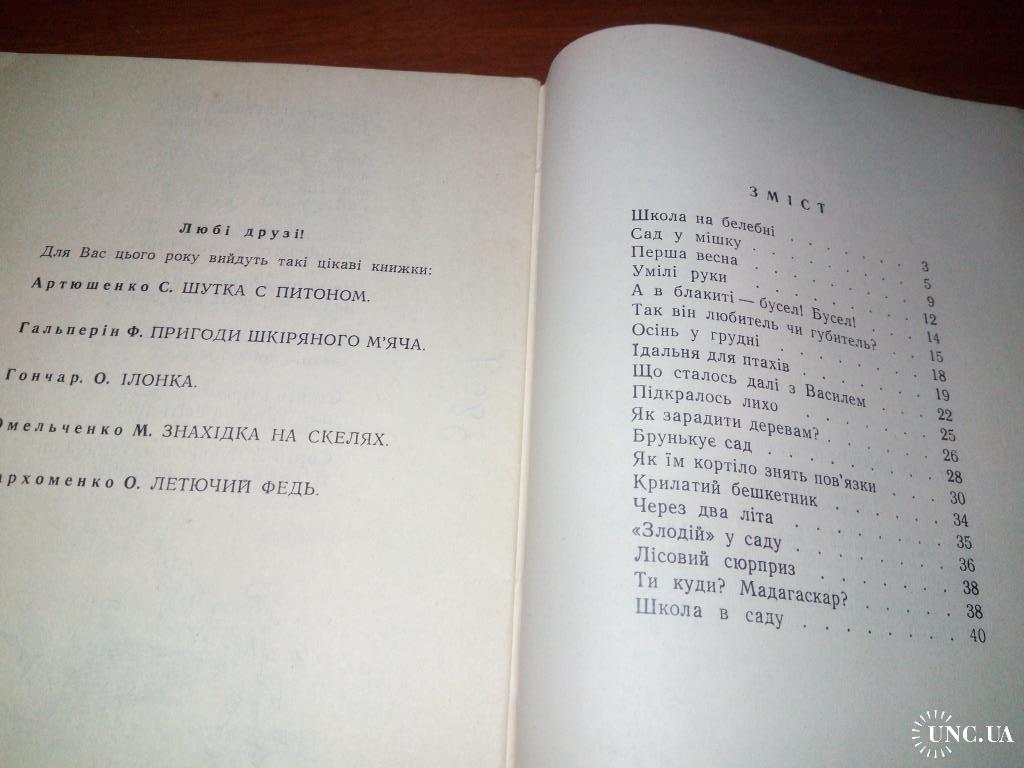 Любі друзі!
Для Вас цього року вийдуть такі цікаві книжки:
Артюшенко С. ШУТКА С ПИТОНОМ.
Гальперін Ф. ПРИГОДИ ШКІРЯНОГО М'ЯЧА.
Гончар. О. ІЛОНКА.
Омельченко М. ЗНАХІДКА НА СКЕЛЯХ.
архоменко О. ЛЕТЮЧИЙ ФЕДЬ.
ЗМІСТ
Школа на белебні . . . . . . 3
Сад у мішку . . . . . . . 5
Перша весна . . . . . . . 9
Умілі руки . . . . . . . 12
А в блакиті — бусел! Бусел! . . . 14
Так він любитель чи губитель? . . 15
Осінь у грудні . . . . . . 18
Їдальня для птахів . . . . . 19
Що сталось далі з Василем . . . 22
Підкралось лихо . . . . . . 25
Як зарадити деревам? . . . . . 26
Брунькує сад . . . . . . . 28
Як їм кортіло знять пов'язки . . . 30
Крилатий бешкетник . . . . . 34
Через два літа . . . . . . 35
«Злодій» у саду . . . . . . 36
Лісовий сюрприз . . . . . . 38
Ти куди? Мадагаскар? . . . . . 38
Школа в саду . . . . . . . 40
UNC.UA